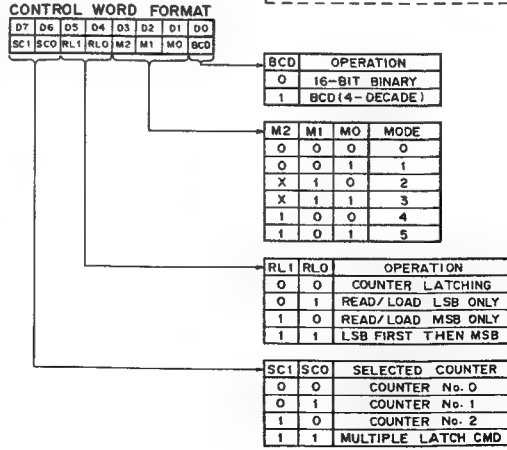 CONTROL WORD FORMAT
D7 D6 D5 D4 D3 D2 D1 D0
SC1 SC0 RL1 RL0 M2 M1 M0 BCD
BCD OPERATION
0 16-BIT BINARY
1 BCD(4-DECADE)
M2 M1 M0 MODE
0 0 0 0
0 0 1 1
X 1 0 2
X 1 1 3
1 0 0 4
1 0 1 5
RL1 RL0 OPERATION
0 0 COUNTER LATCHING
0 1 READ/LOAD LSB ONLY
1 0 READ/LOAD MSB ONLY
1 1 LSB FIRST THEN MSB
SC1 SC0 SELECTED COUNTER
0 0 COUNTER No. 0
0 1 COUNTER No. 1
1 0 COUNTER No. 2
1 1 MULTIPLE LATCH CMD